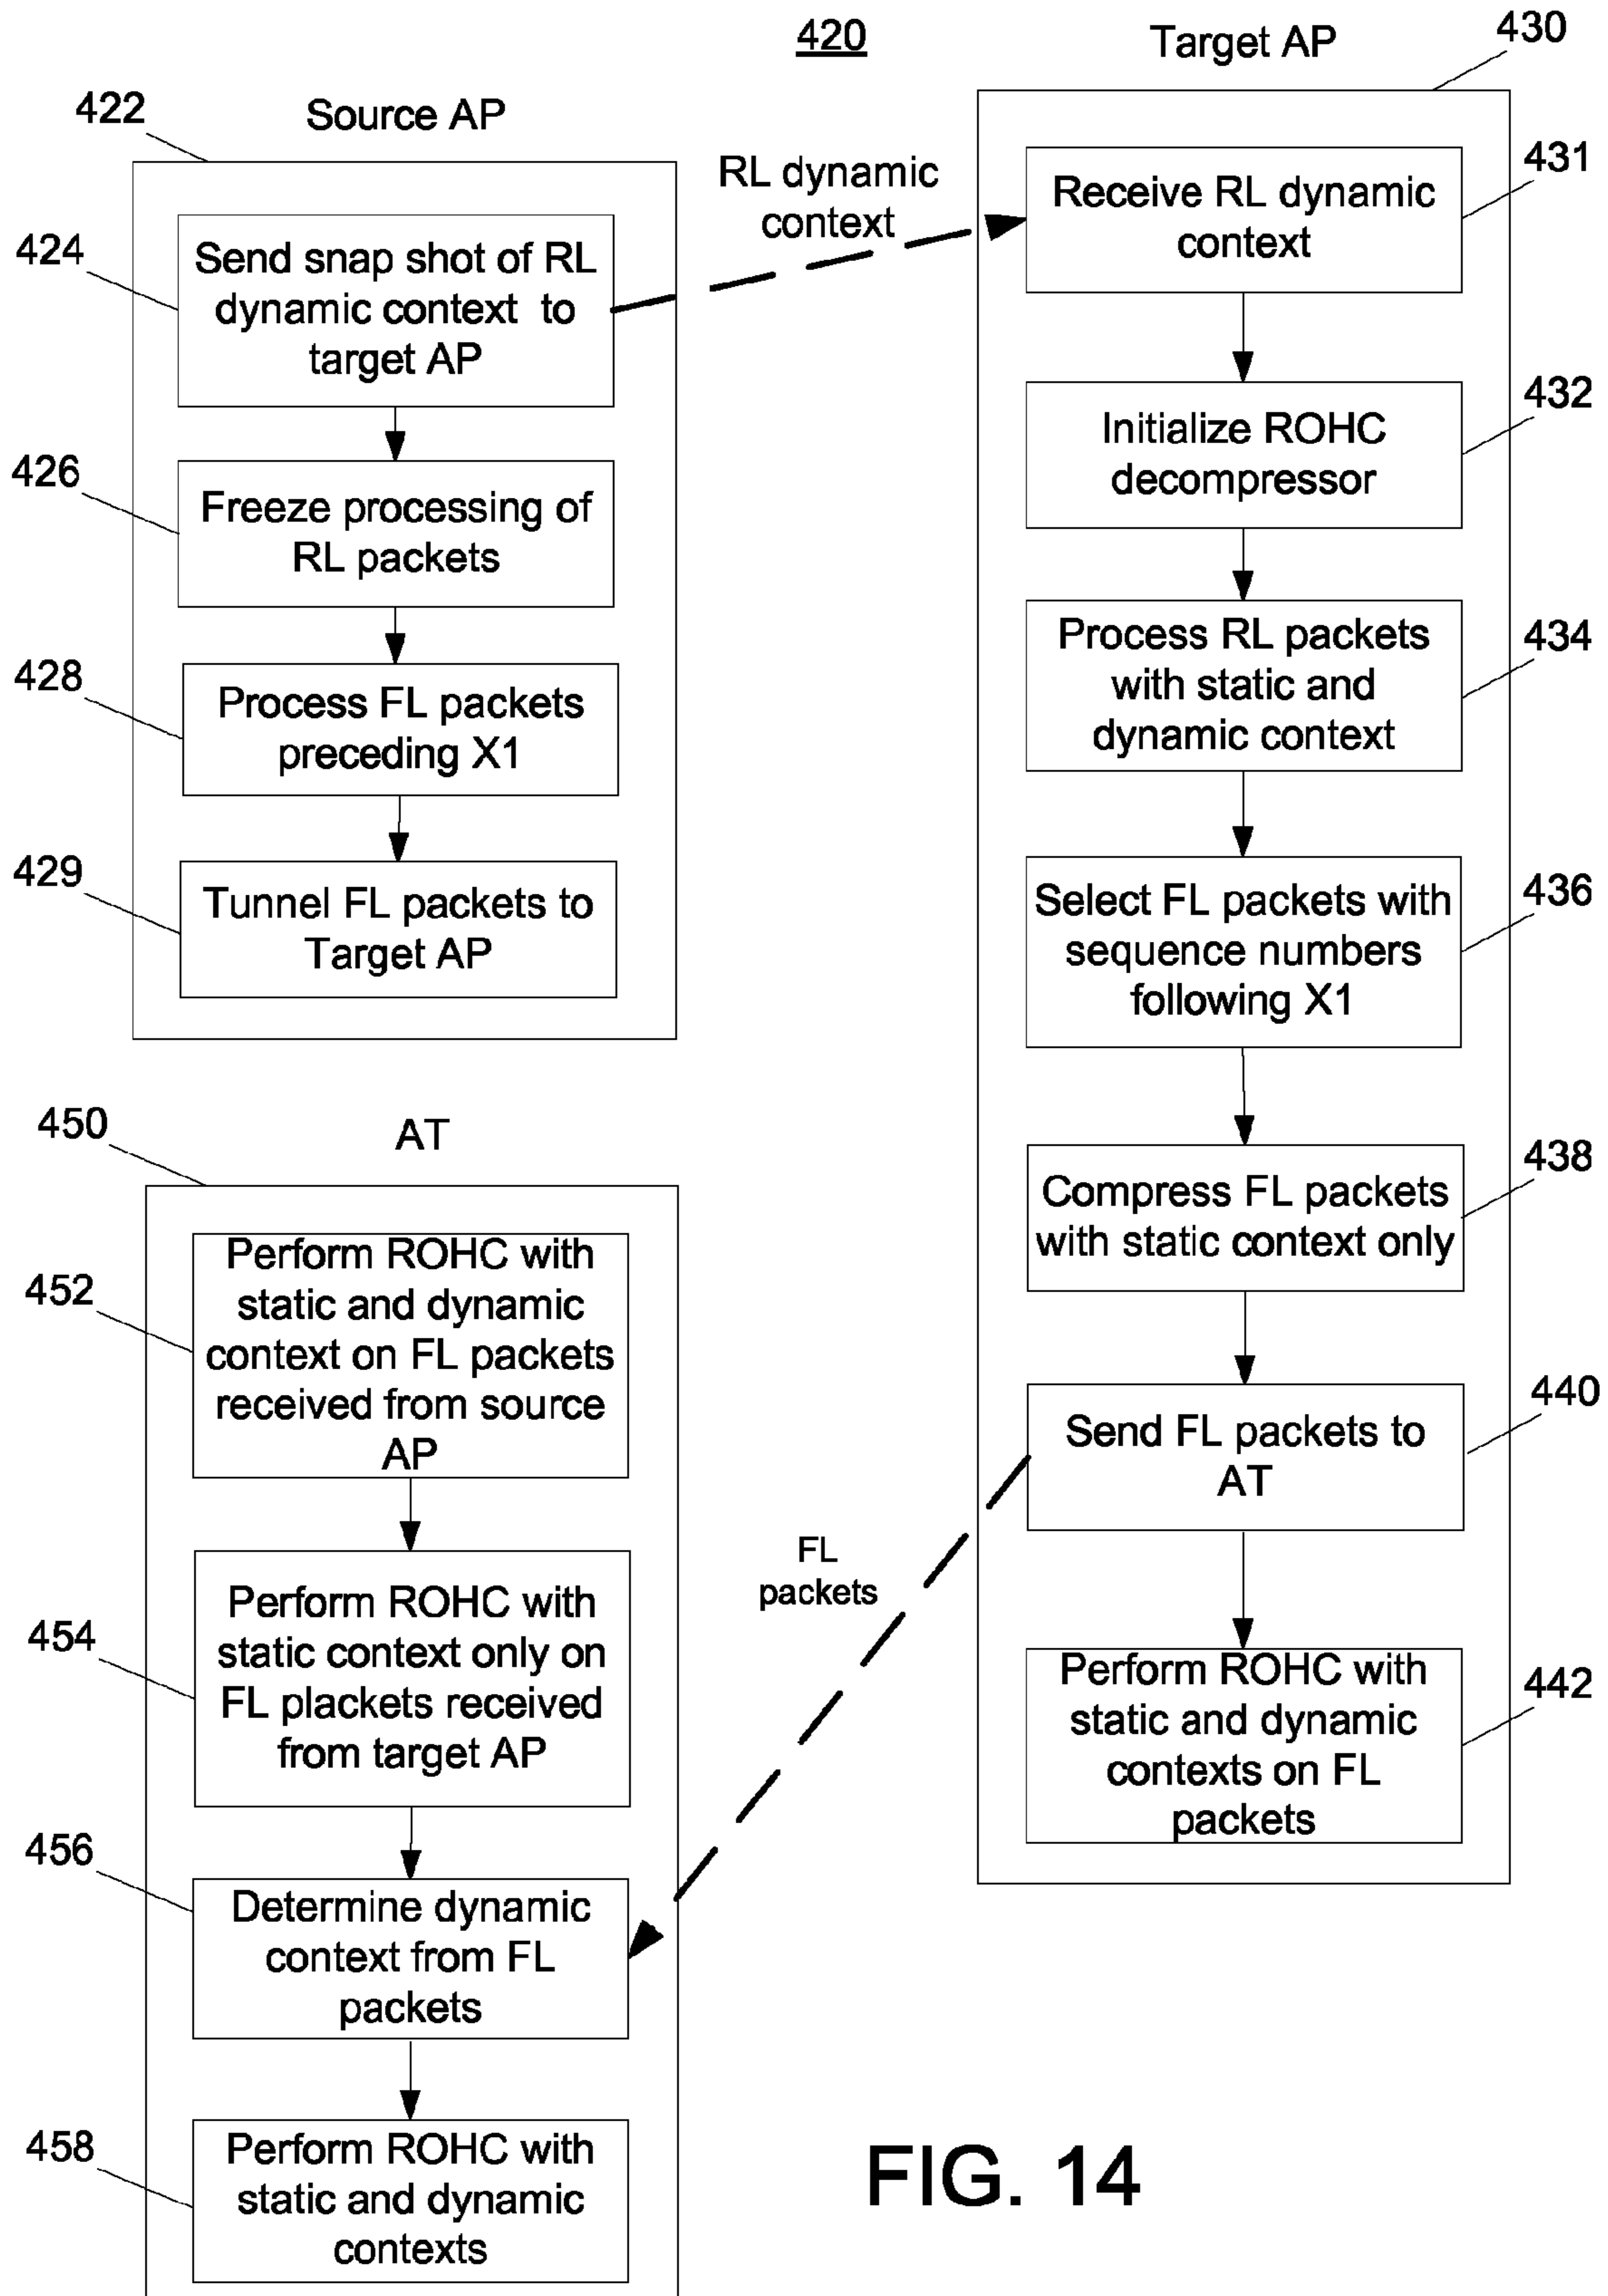 420
Target AP
430
422
Source AP
424
Send snap shot of RL
dynamic context to
target AP
426
Freeze processing of
RL packets
428
Process FL packets
preceding X1
429
Tunnel FL packets to
Target AP
RL dynamic
context
431
Receive RL dynamic
context
432
Initialize ROHC
decompressor
434
Process RL packets
with static and
dynamic context
436
Select FL packets with
sequence numbers
following X1
438
Compress FL packets
with static context only
440
Send FL packets to
AT
442
Perform ROHC with
static and dynamic
contexts on FL
packets
FL
packets
450
AT
452
Perform ROHC with
static and dynamic
context on FL packets
received from source
AP
454
Perform ROHC with
static context only on
FL plackets received
from target AP
456
Determine dynamic
context from FL
packets
458
Perform ROHC with
static and dynamic
contexts
FIG. 14